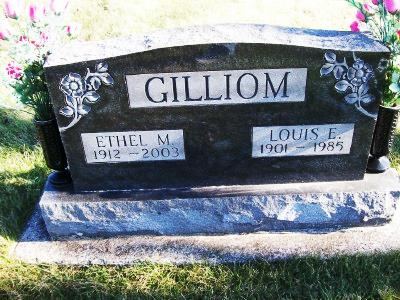 GILLIOM
ETHEL M.
1912 - 2003
LOUIS E.
1901 - 1985